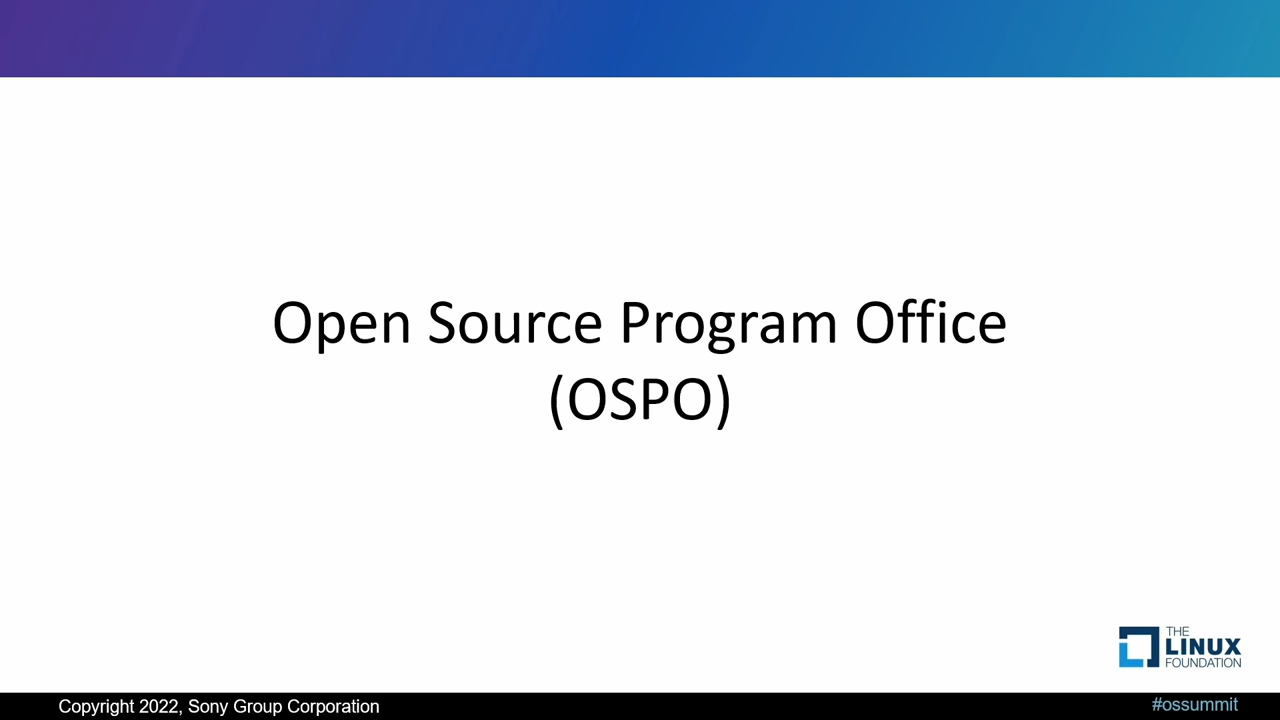 Open Source Program Office
(OSPO)
THE
LINUX
FOUNDATION
Copyright 2022, Sony Group Corporation
#ossummit